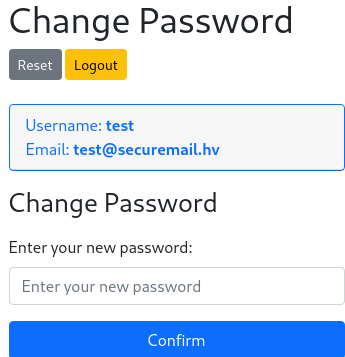 Change Password
Reset Logout
Username: test
Email: test@securemail.hv
Change Password
Enter your new password:
Enter your new password
Confirm